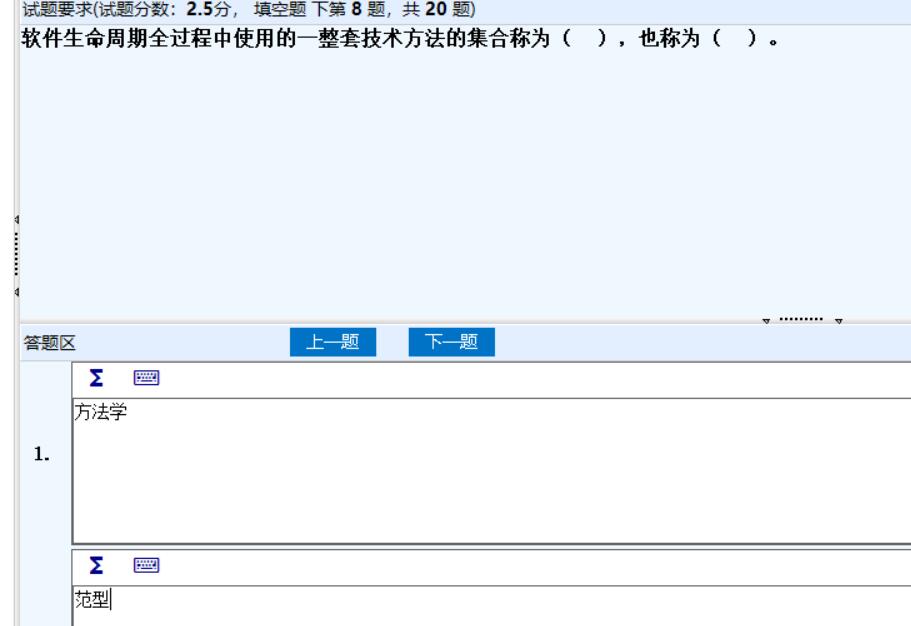 试题要求(试题分数：2.5分， 填空题 下第 8 题，共 20 题)
软件生命周期全过程中使用的一整套技术方法的集合称为（ ），也称为（ ）。
答题区 上一题 下一题
Σ
方法学
1.
Σ
范型